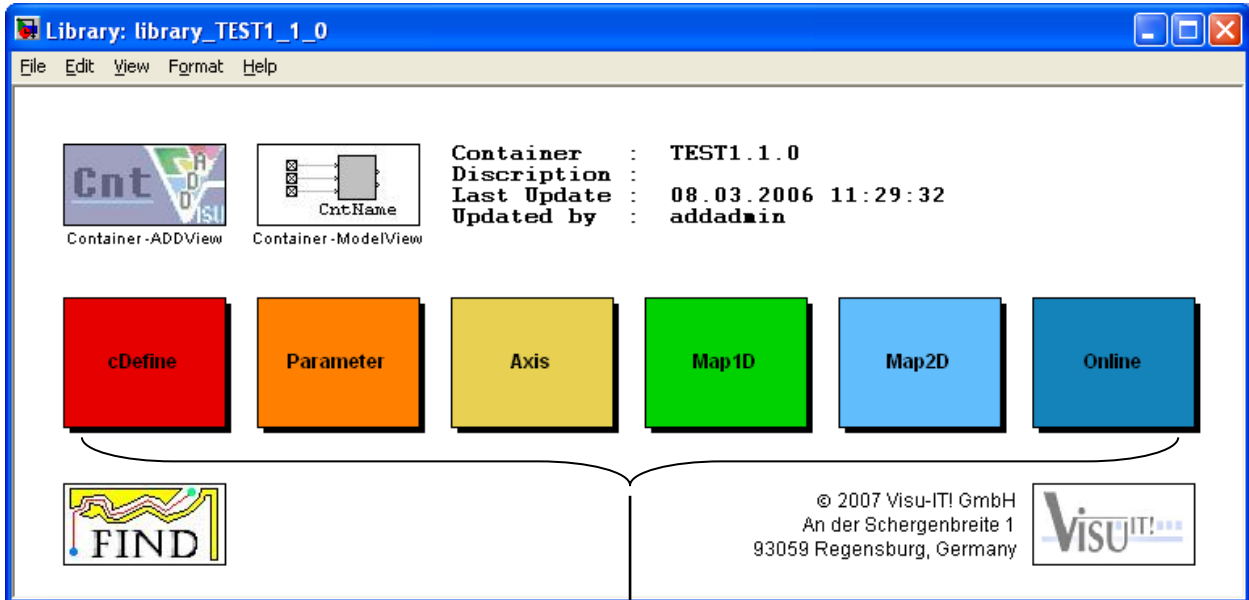 Library: library_TEST1_1_0
File Edit View Format Help
Cnt ADD Visu
Container-ADDView
CntName
Container-ModelView
Container : TEST1.1.0
Discription :
Last Update : 08.03.2006 11:29:32
Updated by : addadmin
cDefine
Parameter
Axis
Map1D
Map2D
Online
FIND
© 2007 Visu-IT! GmbH
An der Schergenbreite 1
93059 Regensburg, Germany
VISU IT!